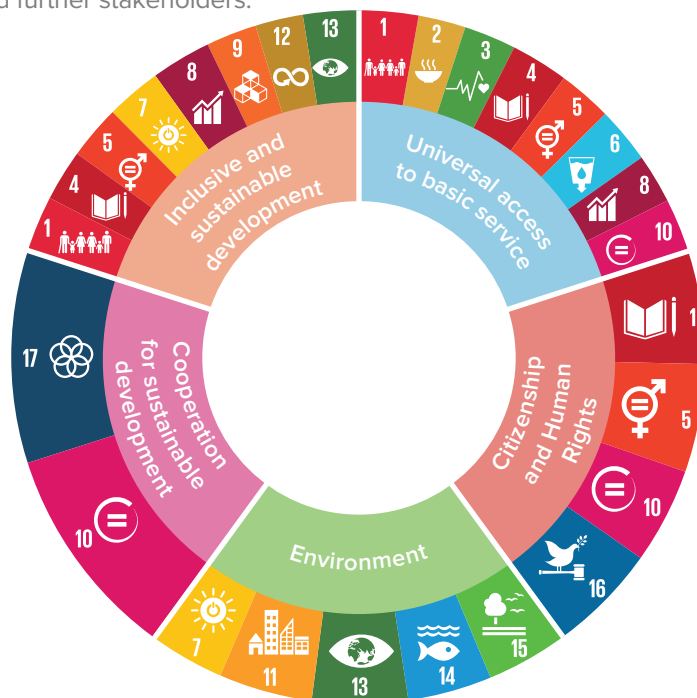 d further stakeholders.
1
2
3
4
5
6
8
10
Universal access
to basic service
1
5
10
16
Citizenship
and Human
Rights
7
11
13
14
15
Environment
17
10
Cooperation
for sustainable
development
1
4
5
7
8
9
12
13
Inclusive and
sustainable
development